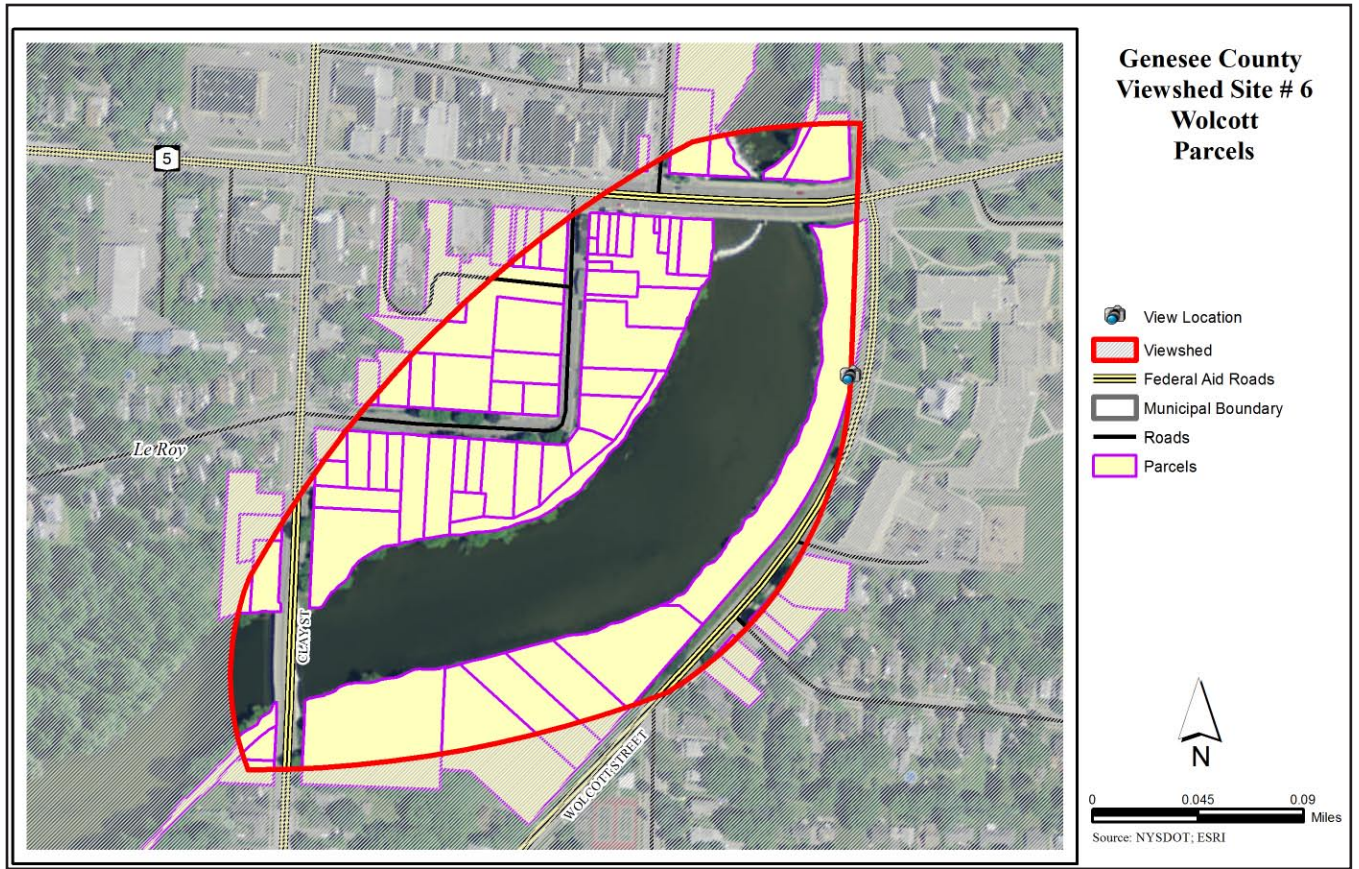 Genesee County
Viewshed Site # 6
Wolcott
Parcels
5
Le Roy
CLAY ST
WOLCOTT STREET
View Location
Viewshed
Federal Aid Roads
Municipal Boundary
Roads
Parcels
N
0 0.045 0.09
Miles
Source: NYSDOT; ESRI